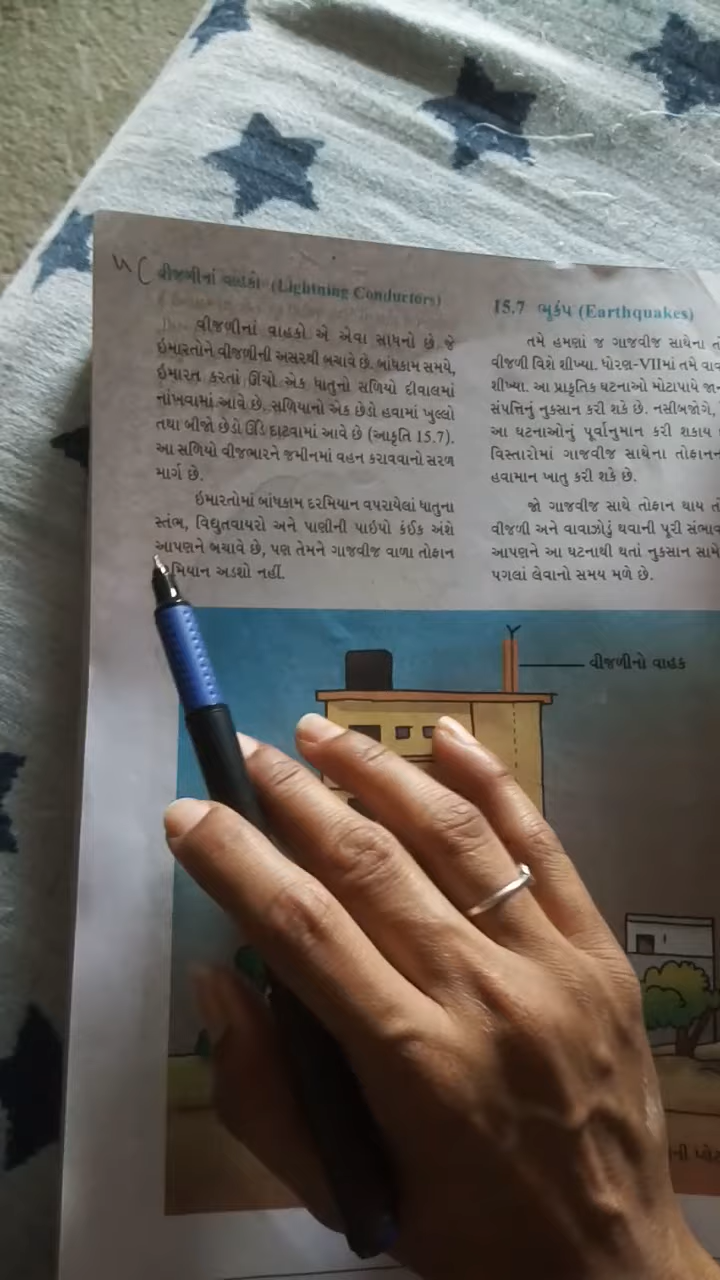 વીજળીનાં વાહકો (Lightning Conductors)
વીજળીનાં વાહકો એ એવા સાધનો છે જે
ઇમારતોને વીજળીની અસરથી બચાવે છે. બાંધકામ સમયે,
ઇમારત કરતાં ઊંચો એક ધાતુનો સળિયો દીવાલમાં
નાંખવામાં આવે છે. સળિયાનો એક છેડો હવામાં ખુલ્લો
તથા બીજો છેડો ઊંડે દાટવામાં આવે છે (આકૃતિ 15.7).
આ સળિયો વીજભારને જમીનમાં વહન કરાવવાનો સરળ
માર્ગ છે.
ઇમારતોમાં બાંધકામ દરમિયાન વપરાયેલાં ધાતુના
સ્તંભ, વિદ્યુતવાયરો અને પાણીની પાઇપો કંઈક અંશે
આપણને બચાવે છે, પણ તેમને ગાજવીજ વાળા તોફાન
દરમિયાન અડશો નહીં.
15.7 ભૂકંપ (Earthquakes)
તમે હમણાં જ ગાજવીજ સાથેના
વીજળી વિશે શીખ્યા. ધોરણ-VIIમાં તમે
શીખ્યા. આ પ્રાકૃતિક ઘટનાઓ મોટાપાયે
સંપત્તિનું નુકસાન કરી શકે છે. નસીબજોગે,
આ ઘટનાઓનું પૂર્વાનુમાન કરી શકાય
વિસ્તારોમાં ગાજવીજ સાથેના
હવામાન ખાતુ કરી શકે છે.
જો ગાજવીજ સાથે તોફાન થાય
વીજળી અને વાવાઝોડું થવાની પૂરી
આપણને આ ઘટનાથી થતાં નુકસાન
પગલાં લેવાનો સમય મળે છે.
વીજળીનો વાહક